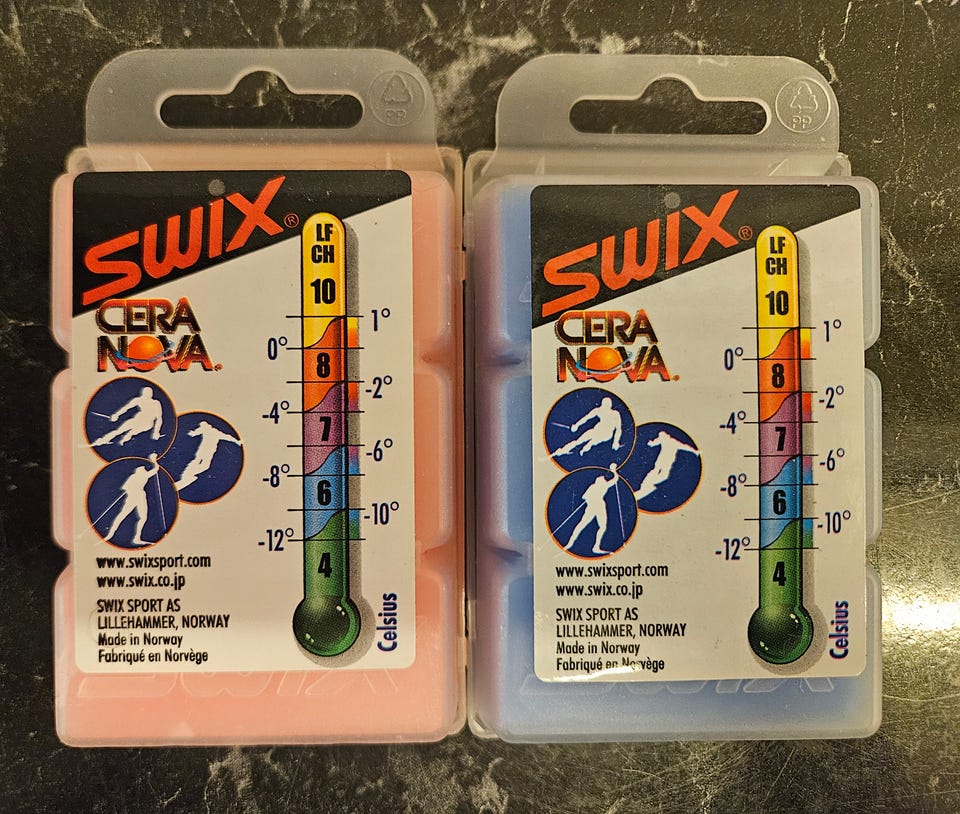 PP
SWIX®
CERA
NOVA®
LF
CH
10
1°
0°
8
-2°
-4°
7
-6°
-8°
6
-10°
-12°
4
Celsius
www.swixsport.com
www.swix.co.jp
SWIX SPORT AS
LILLEHAMMER, NORWAY
Made in Norway
Fabriqué en Norvège
SWIX
PP
SWIX®
CERA
NOVA®
LF
CH
10
1°
0°
8
-2°
-4°
7
-6°
-8°
6
-10°
-12°
4
Celsius
www.swixsport.com
www.swix.co.jp
SWIX SPORT AS
LILLEHAMMER, NORWAY
Made in Norway
Fabriqué en Norvège
SWIX